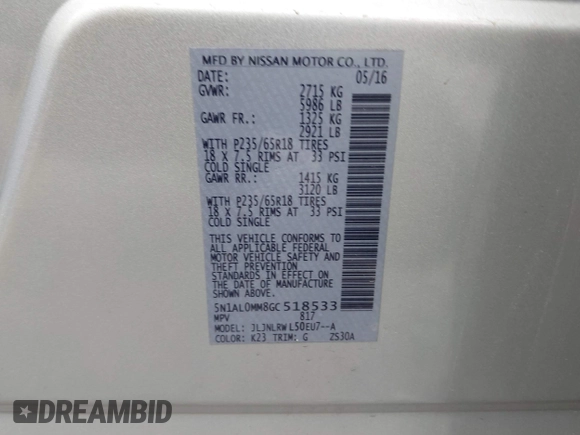 MFD BY NISSAN MOTOR CO., LTD.
DATE: 05/16
GVWR: 2715 KG
5986 LB
GAWR FR.: 1325 KG
2921 LB
WITH P235/65R18 TIRES
18 X 7.5 RIMS AT 33 PSI
COLD SINGLE
GAWR RR.: 1415 KG
3120 LB
WITH P235/65R18 TIRES
18 X 7.5 RIMS AT 33 PSI
COLD SINGLE
THIS VEHICLE CONFORMS TO
ALL APPLICABLE FEDERAL
MOTOR VEHICLE SAFETY AND
THEFT PREVENTION
STANDARDS IN EFFECT ON
THE DATE OF MANUFACTURE
SHOWN ABOVE.
5N1AL0MM8GC518533
MPV 817
MODEL: JLJNLRWL50EU7--A
COLOR: K23 TRIM: G ZS30A
DREAMBID